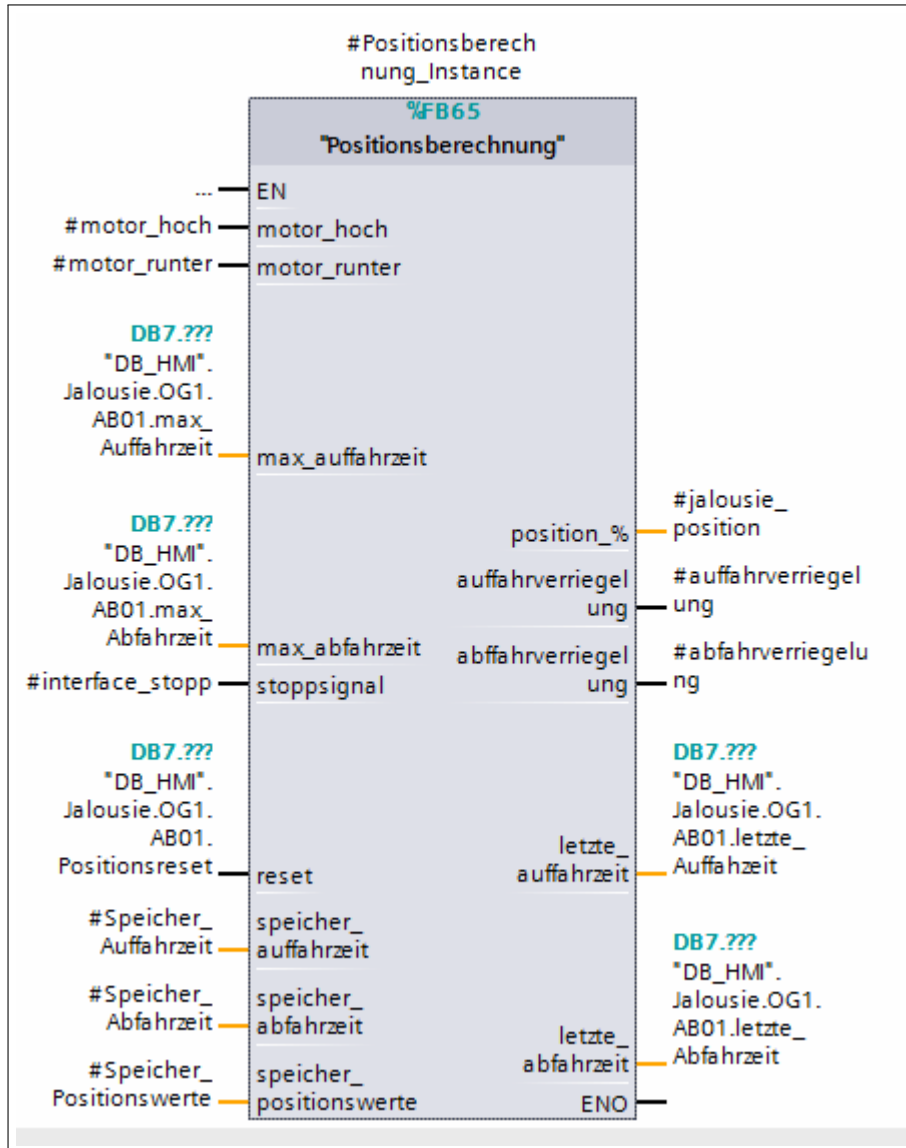 #Positionsberech
nung_Instance
%FB65
"Positionsberechnung"
... EN
#motor_hoch motor_hoch
#motor_runter motor_runter
DB7.???
"DB_HMI".
Jalousie.OG1.
AB01.max_
Auffahrzeit max_auffahrzeit
DB7.???
"DB_HMI".
Jalousie.OG1.
AB01.max_
Abfahrzeit max_abfahrzeit
#interface_stopp stoppsignal
DB7.???
"DB_HMI".
Jalousie.OG1.
AB01.
Positionsreset reset
#Speicher_ speicher_
Auffahrzeit auffahrzeit
#Speicher_ speicher_
Abfahrzeit abfahrzeit
#Speicher_ speicher_
Positionswerte positionswerte
#jalousie_
position_% position
auffahrverriegel #auffahrverriegel
ung ung
abffahrverriegel #abfahrverriegelu
ung ng
DB7.???
"DB_HMI".
Jalousie.OG1.
letzte_ AB01.letzte_
auffahrzeit Auffahzeit
DB7.???
"DB_HMI".
Jalousie.OG1.
letzte_ AB01.letzte_
abfahrzeit Abfahrzeit
ENO